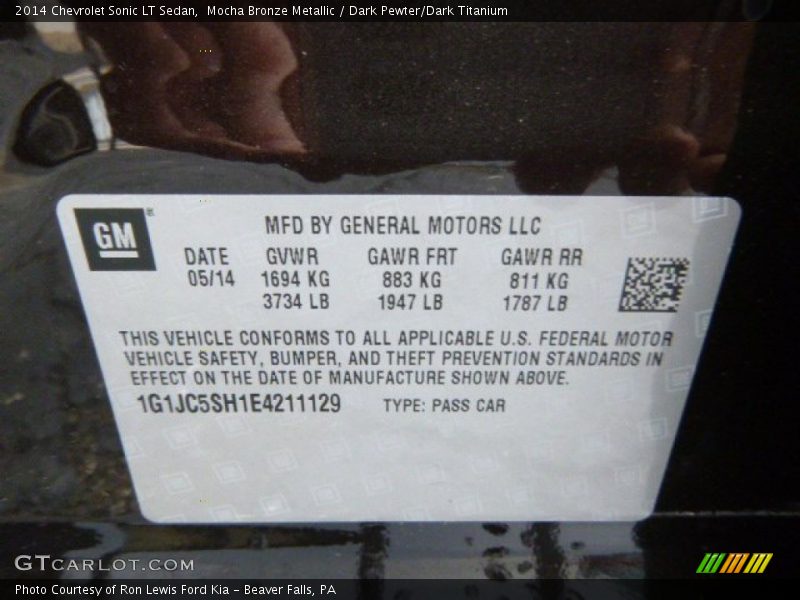 2014 Chevrolet Sonic LT Sedan, Mocha Bronze Metallic / Dark Pewter/Dark Titanium
GM
MFD BY GENERAL MOTORS LLC
DATE GVWR GAWR FRT GAWR RR
05/14 1694 KG 883 KG 811 KG
3734 LB 1947 LB 1787 LB
THIS VEHICLE CONFORMS TO ALL APPLICABLE U.S. FEDERAL MOTOR
VEHICLE SAFETY, BUMPER, AND THEFT PREVENTION STANDARDS IN
EFFECT ON THE DATE OF MANUFACTURE SHOWN ABOVE.
1G1JC5SH1E4211129 TYPE: PASS CAR
GTCARLOT.COM
Photo Courtesy of Ron Lewis Ford Kia - Beaver Falls, PA